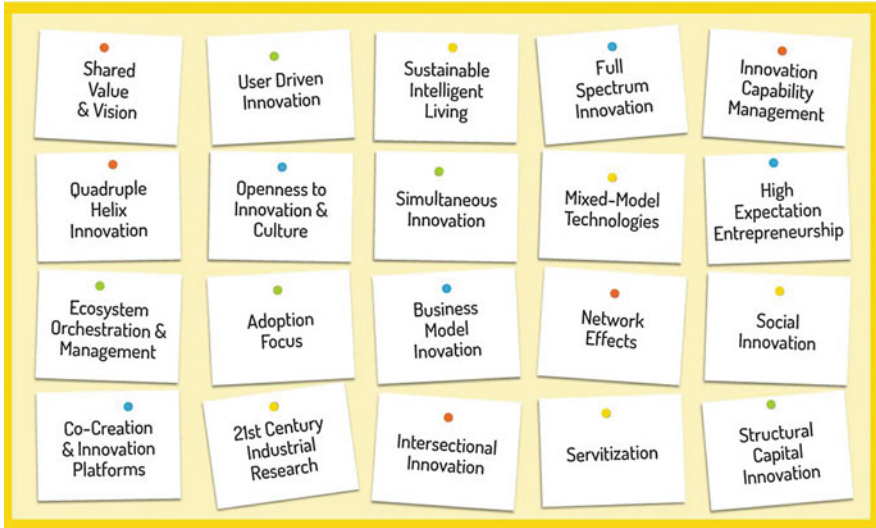 Shared
Value
& Vision
User Driven
Innovation
Sustainable
Intelligent
Living
Full
Spectrum
Innovation
Innovation
Capability
Management
Quadruple
Helix
Innovation
Openness to
Innovation &
Culture
Simultaneous
Innovation
Mixed-Model
Technologies
High
Expectation
Entrepreneurship
Ecosystem
Orchestration &
Management
Adoption
Focus
Business
Model
Inovation
Network
Effects
Social
Innovation
Co-Creation
& Innovation
Platforms
21st Century
Industrial
Research
Intersectional
Innovation
Servitization
Structural
Capital
Innovation